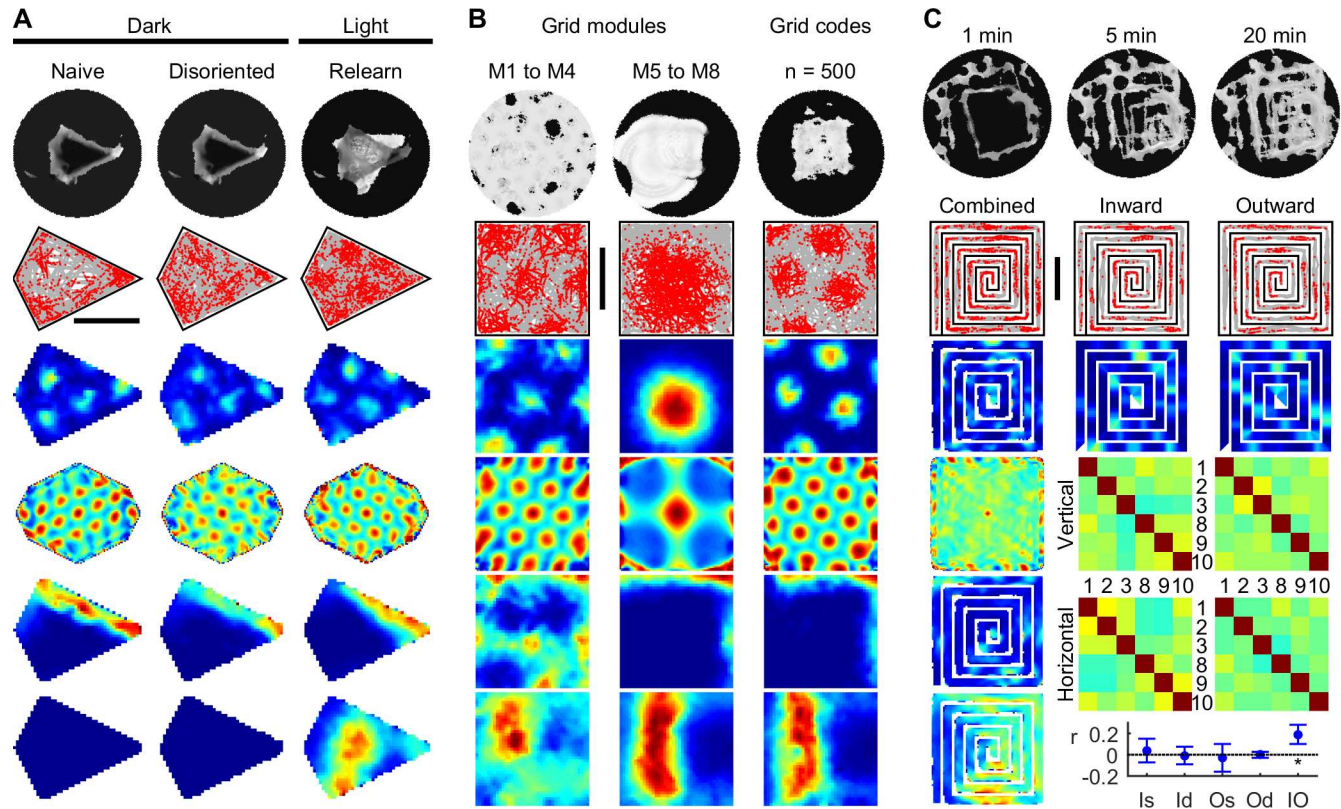 A
Dark
Light
Naive
Disoriented
Relearn
B
Grid modules
Grid codes
M1 to M4
M5 to M8
n = 500
C
1 min
5 min
20 min
Combined
Inward
Outward
Vertical
1
2
3
8
9
10
1 2 3 8 9 10
1 2 3 8 9 10
Horizontal
1
2
3
8
9
10
r
0.2
0
-0.2
*
Is Id Os Od IO